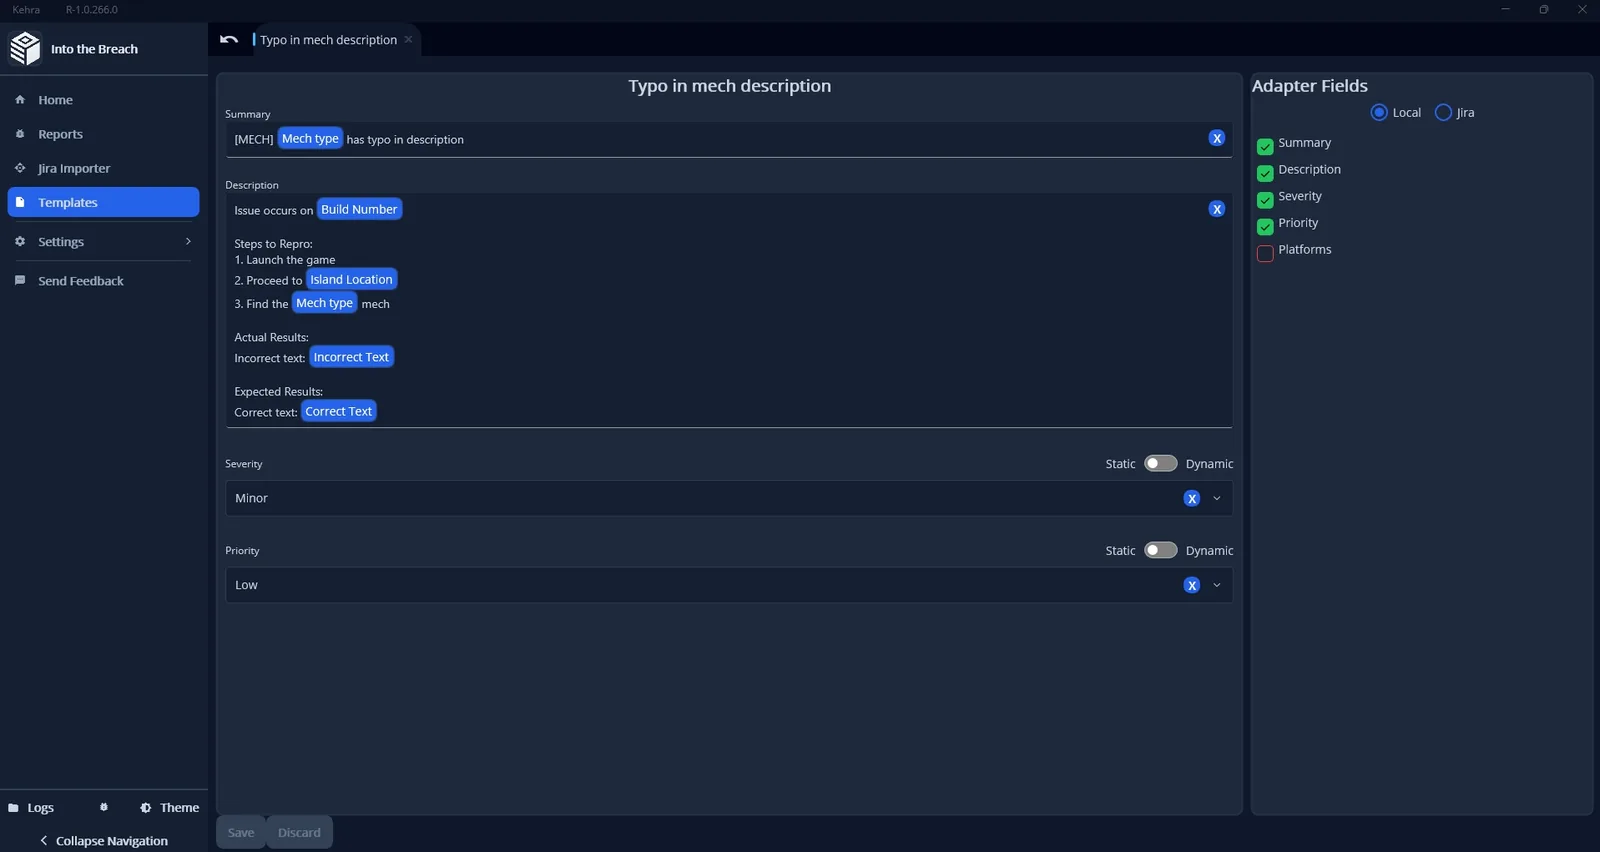 Kehra R-1.0.266.0
Into the Breach
Home
Reports
Jira Importer
Templates
Settings
Send Feedback
Logs
Theme
Collapse Navigation
Typo in mech description
Typo in mech description
Summary
[MECH] Mech type has typo in description
X
Description
Issue occurs on Build Number
X
Steps to Repro:
1. Launch the game
2. Proceed to Island Location
3. Find the Mech type mech
Actual Results:
Incorrect text: Incorrect Text
Expected Results:
Correct text: Correct Text
Severity
Static Dynamic
Minor
X
Priority
Static Dynamic
Low
X
Save
Discard
Adapter Fields
Local Jira
Summary
Description
Severity
Priority
Platforms